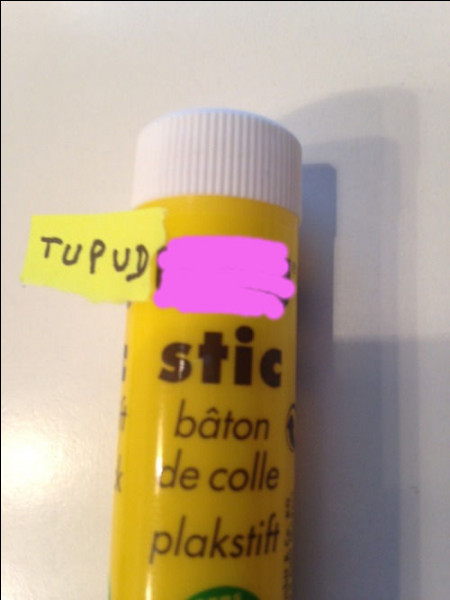 TUPUD
stic
bâton
de colle
plakstift